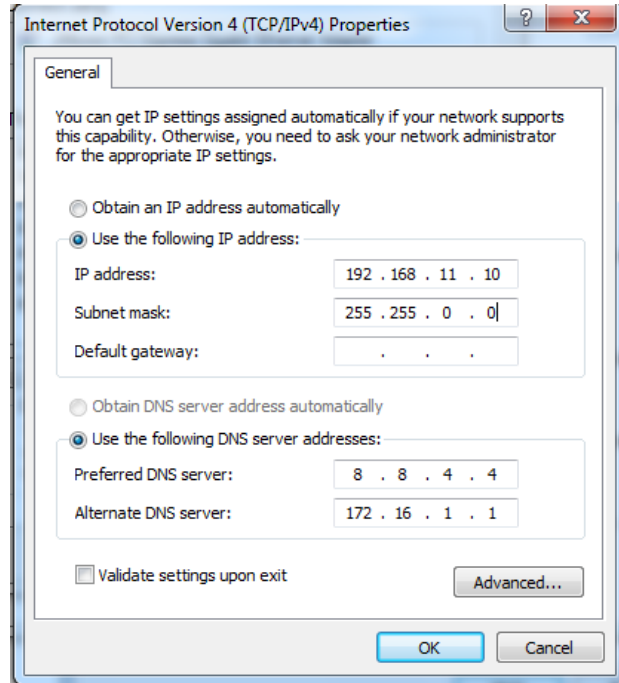 Internet Protocol Version 4 (TCP/IPv4) Properties
General
You can get IP settings assigned automatically if your network supports
this capability. Otherwise, you need to ask your network administrator
for the appropriate IP settings.
Obtain an IP address automatically
Use the following IP address:
IP address: 192 . 168 . 11 . 10
Subnet mask: 255 . 255 . 0 . 0
Default gateway: . . .
Obtain DNS server address automatically
Use the following DNS server addresses:
Preferred DNS server: 8 . 8 . 4 . 4
Alternate DNS server: 172 . 16 . 1 . 1
Validate settings upon exit
Advanced...
OK Cancel